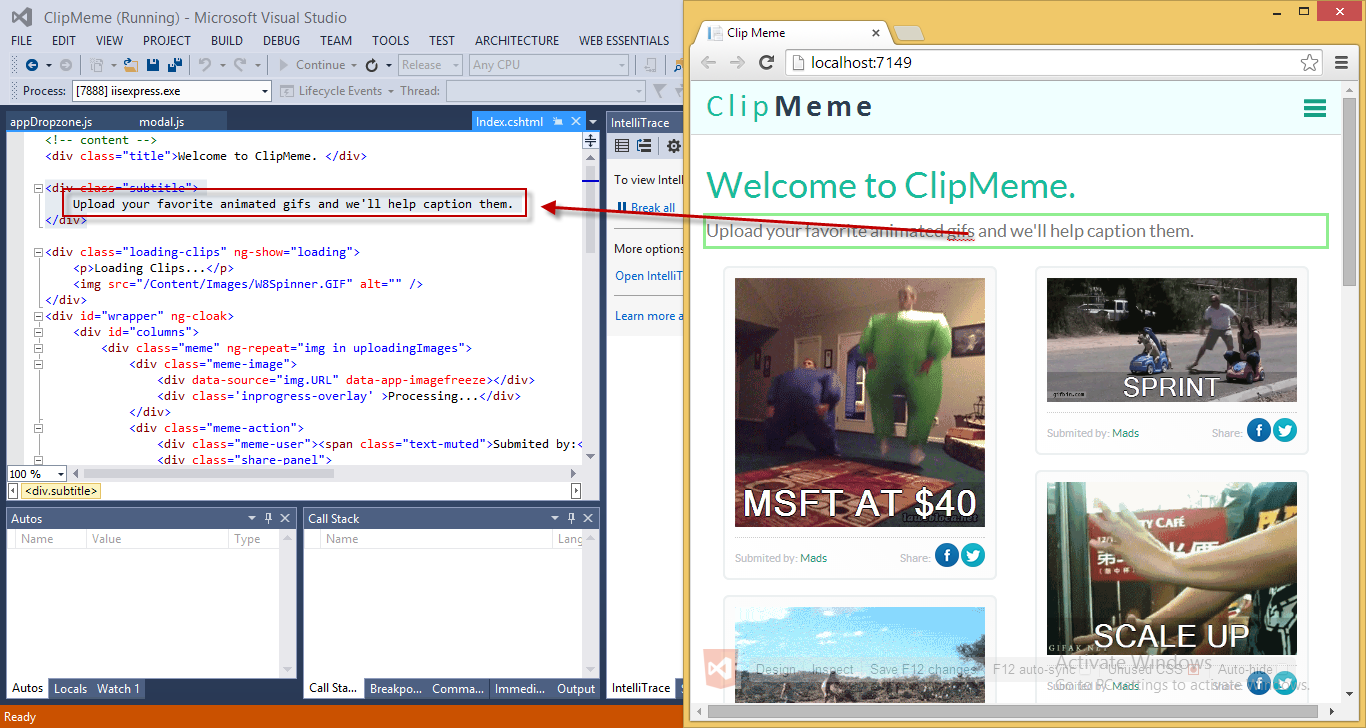 ClipMeme (Running) - Microsoft Visual Studio
FILE EDIT VIEW PROJECT BUILD DEBUG TEAM TOOLS TEST ARCHITECTURE WEB ESSENTIALS
Continue Release Any CPU
Process: [7888] iisexpress.exe Lifecycle Events Thread:
appDropzone.js modal.js Index.cshtml
<!-- content -->
<div class="title">Welcome to ClipMeme. </div>
<div class="subtitle">
Upload your favorite animated gifs and we'll help caption them.
</div>
<div class="loading-clips" ng-show="loading">
<p>Loading Clips...</p>
<img src="/Content/Images/W8Spinner.GIF" alt="" />
</div>
<div id="wrapper" ng-cloak>
<div id="columns">
<div class="meme" ng-repeat="img in uploadingImages">
<div class="meme-image">
<div data-source="img.URL" data-app-imagefreeze></div>
<div class='inprogress-overlay' >Processing...</div>
</div>
<div class="meme-action">
<div class="meme-user"><span class="text-muted">Submited by:<
<div class="share-panel">
100 %
<div.subtitle>
IntelliTrace
To view Intell
Break all
More options
Open IntelliT
Learn more a
Autos
Name Value Type
Call Stack
Name Lang
Autos Locals Watch 1
Call Sta... Breakpo... Comma... Immedi... Output
IntelliTrace
Ready
Clip Meme
localhost:7149
ClipMeme
Welcome to ClipMeme.
Upload your favorite animated gifs and we'll help caption them.
MSFT AT $40
Submited by: Mads Share:
gifbin.com
SPRINT
Submited by: Mads Share:
TY CAFÉ
SCALE UP
GIFAK.NET
Submited by: Mads Share:
Design Inspect Save F12 changes F12 auto-sync Unused CSS Auto-hide
Activate Windows
Go to PC settings to activate Windows.